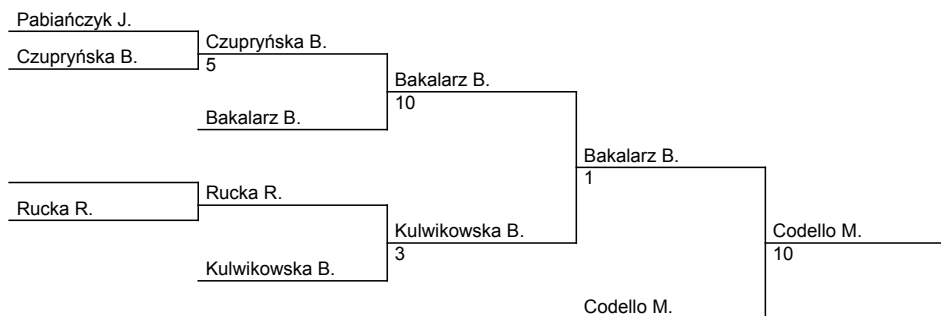 Pabiańczyk J.
Czupryńska B.
Czupryńska B.
5
Bakalarz B.
Bakalarz B.
10
Rucka R.
Rucka R.
Kulwikowska B.
Kulwikowska B.
3
Bakalarz B.
1
Codello M.
Codello M.
10